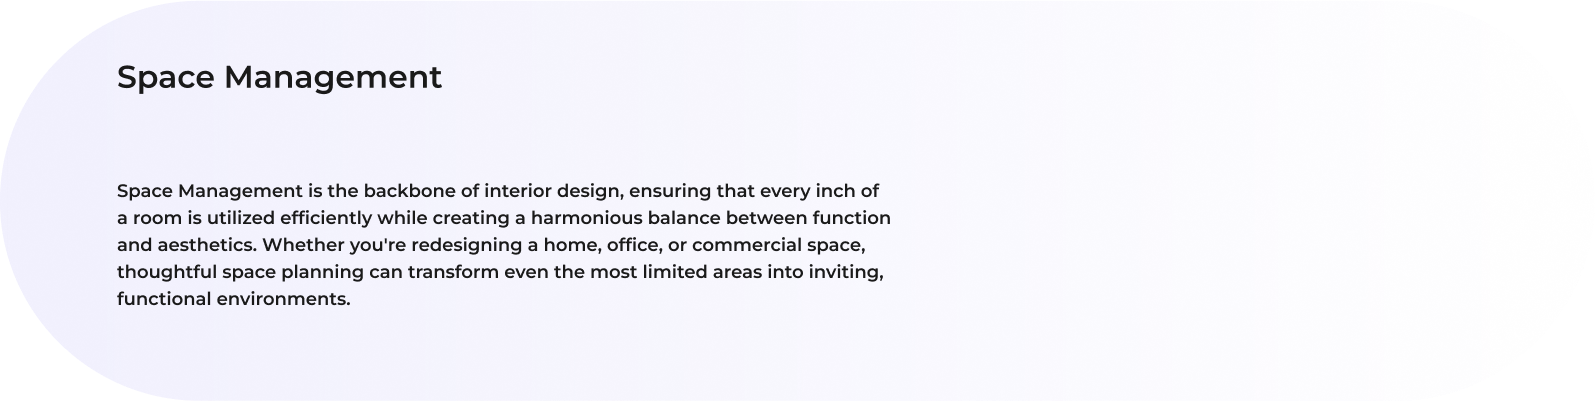 Space Management
Space Management is the backbone of interior design, ensuring that every inch of
a room is utilized efficiently while creating a harmonious balance between function
and aesthetics. Whether you're redesigning a home, office, or commercial space,
thoughtful space planning can transform even the most limited areas into inviting,
functional environments.